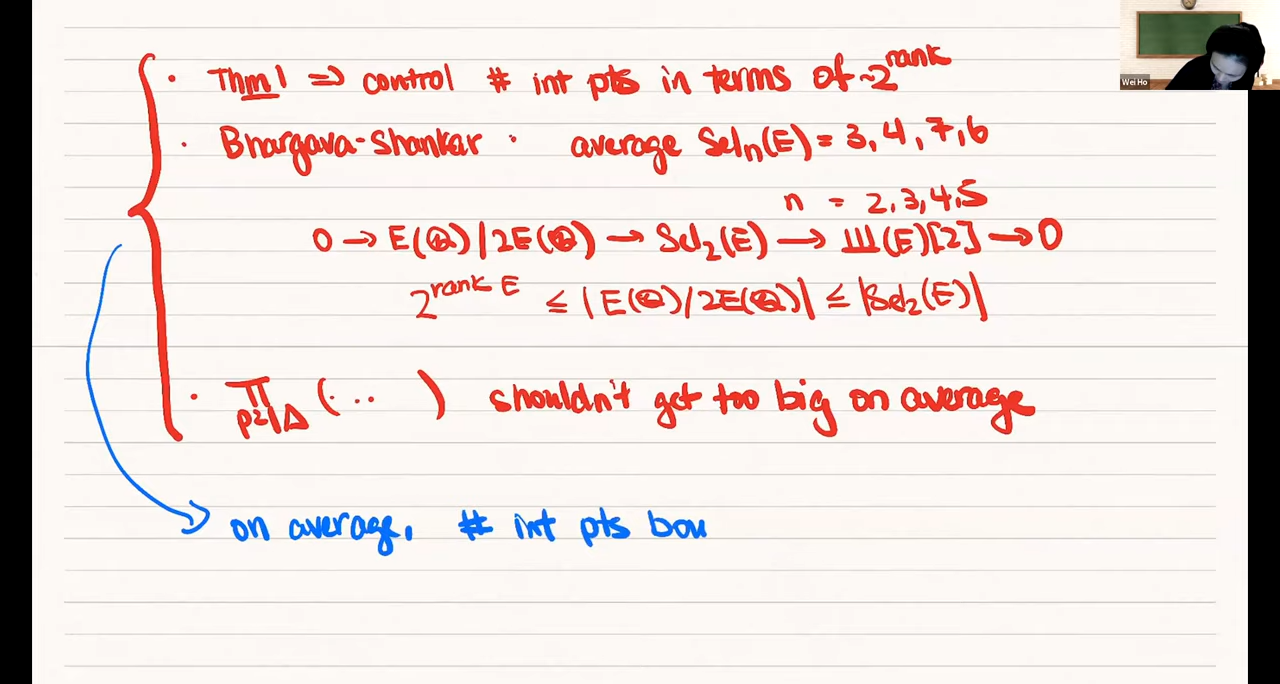 · Thm 1 => control # int pts in terms of ~2^rank
· Bhargava-Shankar · average Sel_n(E) = 3, 4, 7, 6
n = 2, 3, 4, 5
0 → E(Q)/2E(Q) → Sel_2(E) → Ш(E)[2] → 0
2^rank E ≤ |E(Q)/2E(Q)| ≤ |Sel_2(E)|
· ∏_{p²|Δ} (... ) shouldn't get too big on average
on average, # int pts bou
Wei Ho